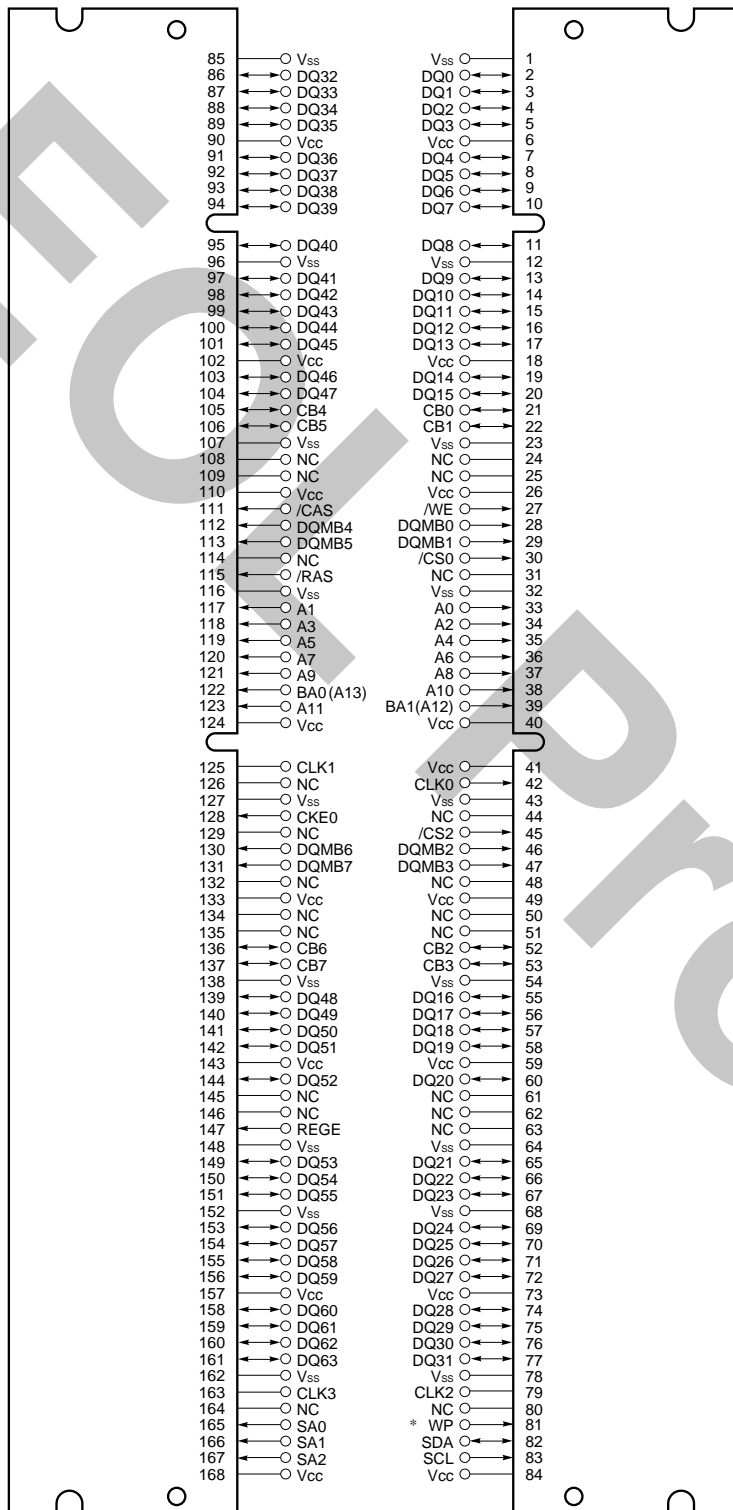 85 Vss Vss 1
86 DQ32 DQ0 2
87 DQ33 DQ1 3
88 DQ34 DQ2 4
89 DQ35 DQ3 5
90 Vcc Vcc 6
91 DQ36 DQ4 7
92 DQ37 DQ5 8
93 DQ38 DQ6 9
94 DQ39 DQ7 10
95 DQ40 DQ8 11
96 Vss Vss 12
97 DQ41 DQ9 13
98 DQ42 DQ10 14
99 DQ43 DQ11 15
100 DQ44 DQ12 16
101 DQ45 DQ13 17
102 Vcc Vcc 18
103 DQ46 DQ14 19
104 DQ47 DQ15 20
105 CB4 CB0 21
106 CB5 CB1 22
107 Vss Vss 23
108 NC NC 24
109 NC NC 25
110 Vcc Vcc 26
111 /CAS /WE 27
112 DQMB4 DQMB0 28
113 DQMB5 DQMB1 29
114 NC /CS0 30
115 /RAS NC 31
116 Vss Vss 32
117 A1 A0 33
118 A3 A2 34
119 A5 A4 35
120 A7 A6 36
121 A9 A8 37
122 BA0 (A13) A10 38
123 A11 BA1(A12) 39
124 Vcc Vcc 40
125 CLK1 Vcc 41
126 NC CLK0 42
127 Vss Vss 43
128 CKE0 NC 44
129 NC /CS2 45
130 DQMB6 DQMB2 46
131 DQMB7 DQMB3 47
132 NC NC 48
133 Vcc Vcc 49
134 NC NC 50
135 NC NC 51
136 CB6 CB2 52
137 CB7 CB3 53
138 Vss Vss 54
139 DQ48 DQ16 55
140 DQ49 DQ17 56
141 DQ50 DQ18 57
142 DQ51 DQ19 58
143 Vcc Vcc 59
144 DQ52 DQ20 60
145 NC NC 61
146 NC NC 62
147 REGE NC 63
148 Vss Vss 64
149 DQ53 DQ21 65
150 DQ54 DQ22 66
151 DQ55 DQ23 67
152 Vss Vss 68
153 DQ56 DQ24 69
154 DQ57 DQ25 70
155 DQ58 DQ26 71
156 DQ59 DQ27 72
157 Vcc Vcc 73
158 DQ60 DQ28 74
159 DQ61 DQ29 75
160 DQ62 DQ30 76
161 DQ63 DQ31 77
162 Vss Vss 78
163 CLK3 CLK2 79
164 NC NC 80
165 SA0 * WP 81
166 SA1 SDA 82
167 SA2 SCL 83
168 Vcc Vcc 84
EOL Pro